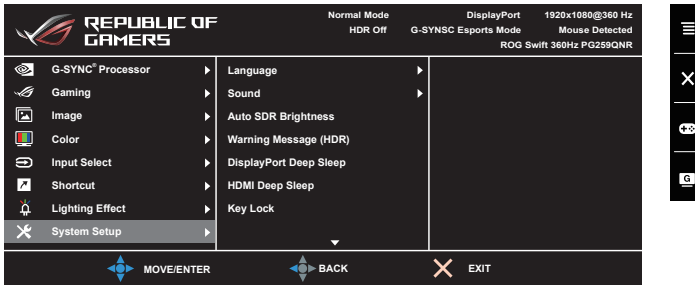 REPUBLIC OF
GAMERS
Normal Mode DisplayPort 1920x1080@360 Hz
HDR Off G-SYNSC Esports Mode Mouse Detected
ROG Swift 360Hz PG259QNR
G-SYNC® Processor
Gaming
Image
Color
Input Select
Shortcut
Lighting Effect
System Setup
Language
Sound
Auto SDR Brightness
Warning Message (HDR)
DisplayPort Deep Sleep
HDMI Deep Sleep
Key Lock
MOVE/ENTER BACK EXIT
G